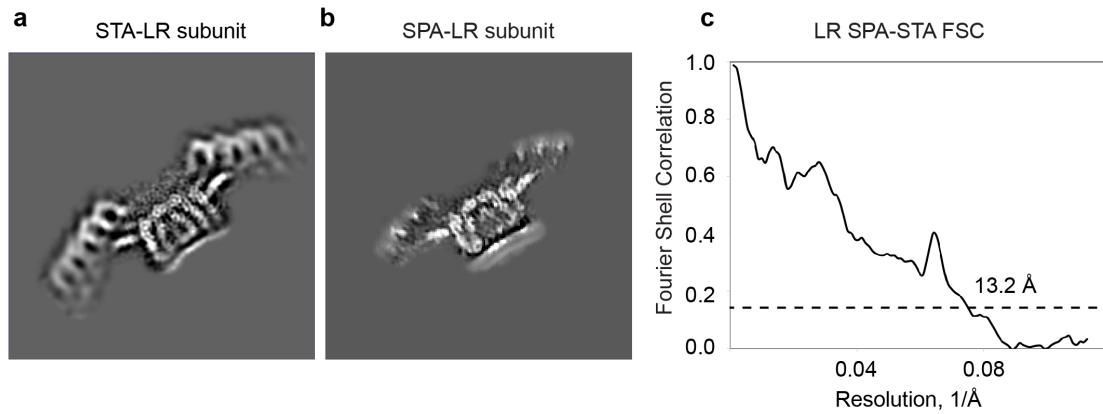 a
STA-LR subunit
b
SPA-LR subunit
c
LR SPA-STA FSC
Fourier Shell Correlation
1.0
0.8
0.6
0.4
0.2
0.0
13.2 Å
0.04
0.08
Resolution, 1/Å